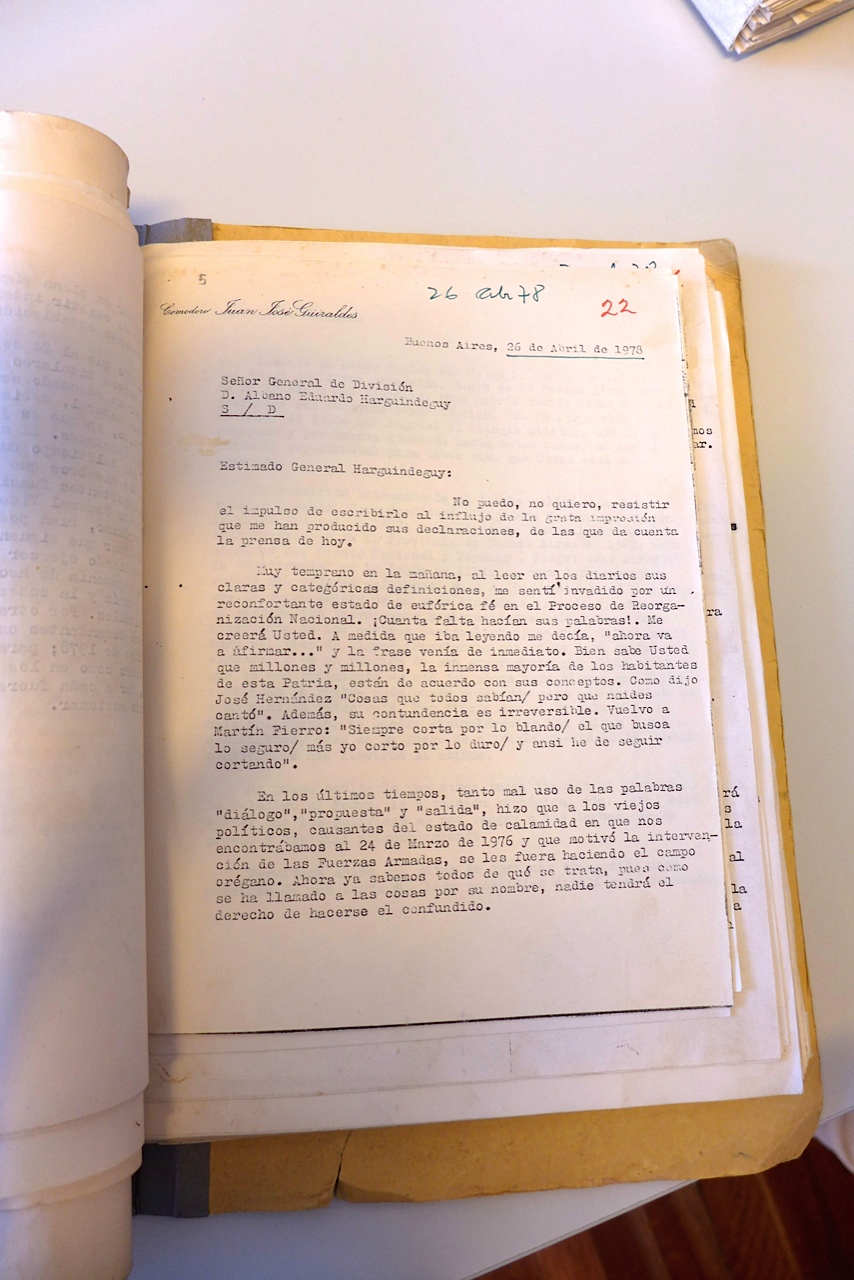 5
26 Abr 78
22
Comodoro Juan José Guiraldes
Buenos Aires, 26 de Abril de 1978
Señor General de División
D. Albano Eduardo Harguindeguy
S / D
Estimado General Harguindeguy:
No puedo, no quiero, resistir
el impulso de escribirle al influjo de la grata impresión
que me han producido sus declaraciones, de las que da cuenta
la prensa de hoy.
Muy temprano en la mañana, al leer en los diarios sus
claras y categóricas definiciones, me sentí invadido por un
reconfortante estado de eufórica fé en el Proceso de Reorga-
nización Nacional. ¡Cuanta falta hacían sus palabras!. Me
creerá Usted. A medida que iba leyendo me decía, "ahora va
a áfirmar..." y la frase venía de inmediato. Bien sabe Usted
que millones y millones, la inmensa mayoría de los habitantes
de esta Patria, están de acuerdo con sus conceptos. Como dijo
José Hernández "Cosas que todos sabían/ pero que naides
cantó". Además, su contundencia es irreversible. Vuelvo a
Martín Fierro: "Siempre corta por lo blando/ el que busca
lo seguro/ más yo corto por lo duro/ y ansi he de seguir
cortando".
En los últimos tiempos, tanto mal uso de las palabras
"diálogo","propuesta" y "salida", hizo que a los viejos
políticos, causantes del estado de calamidad en que nos
encontrábamos al 24 de Marzo de 1976 y que motivó la interven-
ción de las Fuerzas Armadas, se les fuera haciendo el campo
orégano. Ahora ya sabemos todos de qué se trata, pues como
se ha llamado a las cosas por su nombre, nadie tendrá el
derecho de hacerse el confundido.
nos
ar.
ra
rá
s
la
al
la
a